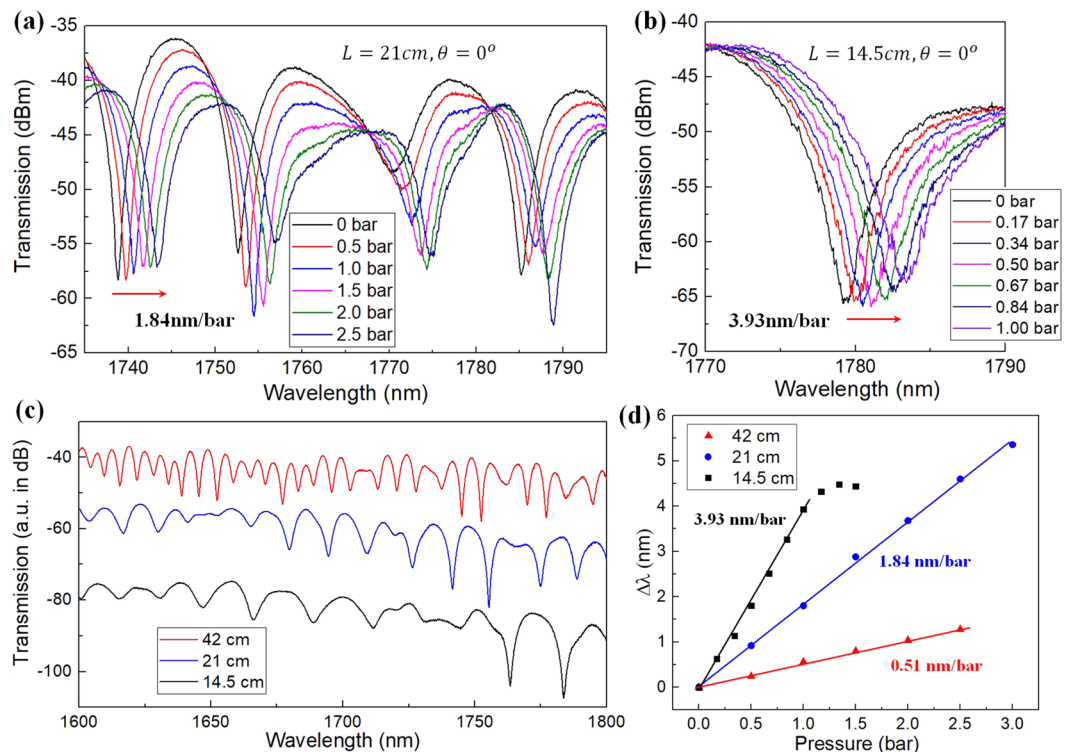 (a)
L = 21cm, θ = 0°
Transmission (dBm)
-35
-40
-45
-50
-55
-60
-65
0 bar
0.5 bar
1.0 bar
1.5 bar
2.0 bar
2.5 bar
1.84nm/bar
1740 1750 1760 1770 1780 1790
Wavelength (nm)
(b)
L = 14.5cm, θ = 0°
Transmission (dBm)
-40
-45
-50
-55
-60
-65
-70
0 bar
0.17 bar
0.34 bar
0.50 bar
0.67 bar
0.84 bar
1.00 bar
3.93nm/bar
1770 1780 1790
Wavelength (nm)
(c)
Transmission (a.u. in dB)
-40
-60
-80
-100
42 cm
21 cm
14.5 cm
1600 1650 1700 1750 1800
Wavelength (nm)
(d)
Δλ (nm)
6
5
4
3
2
1
0
42 cm
21 cm
14.5 cm
3.93 nm/bar
1.84 nm/bar
0.51 nm/bar
0.0 0.5 1.0 1.5 2.0 2.5 3.0
Pressure (bar)